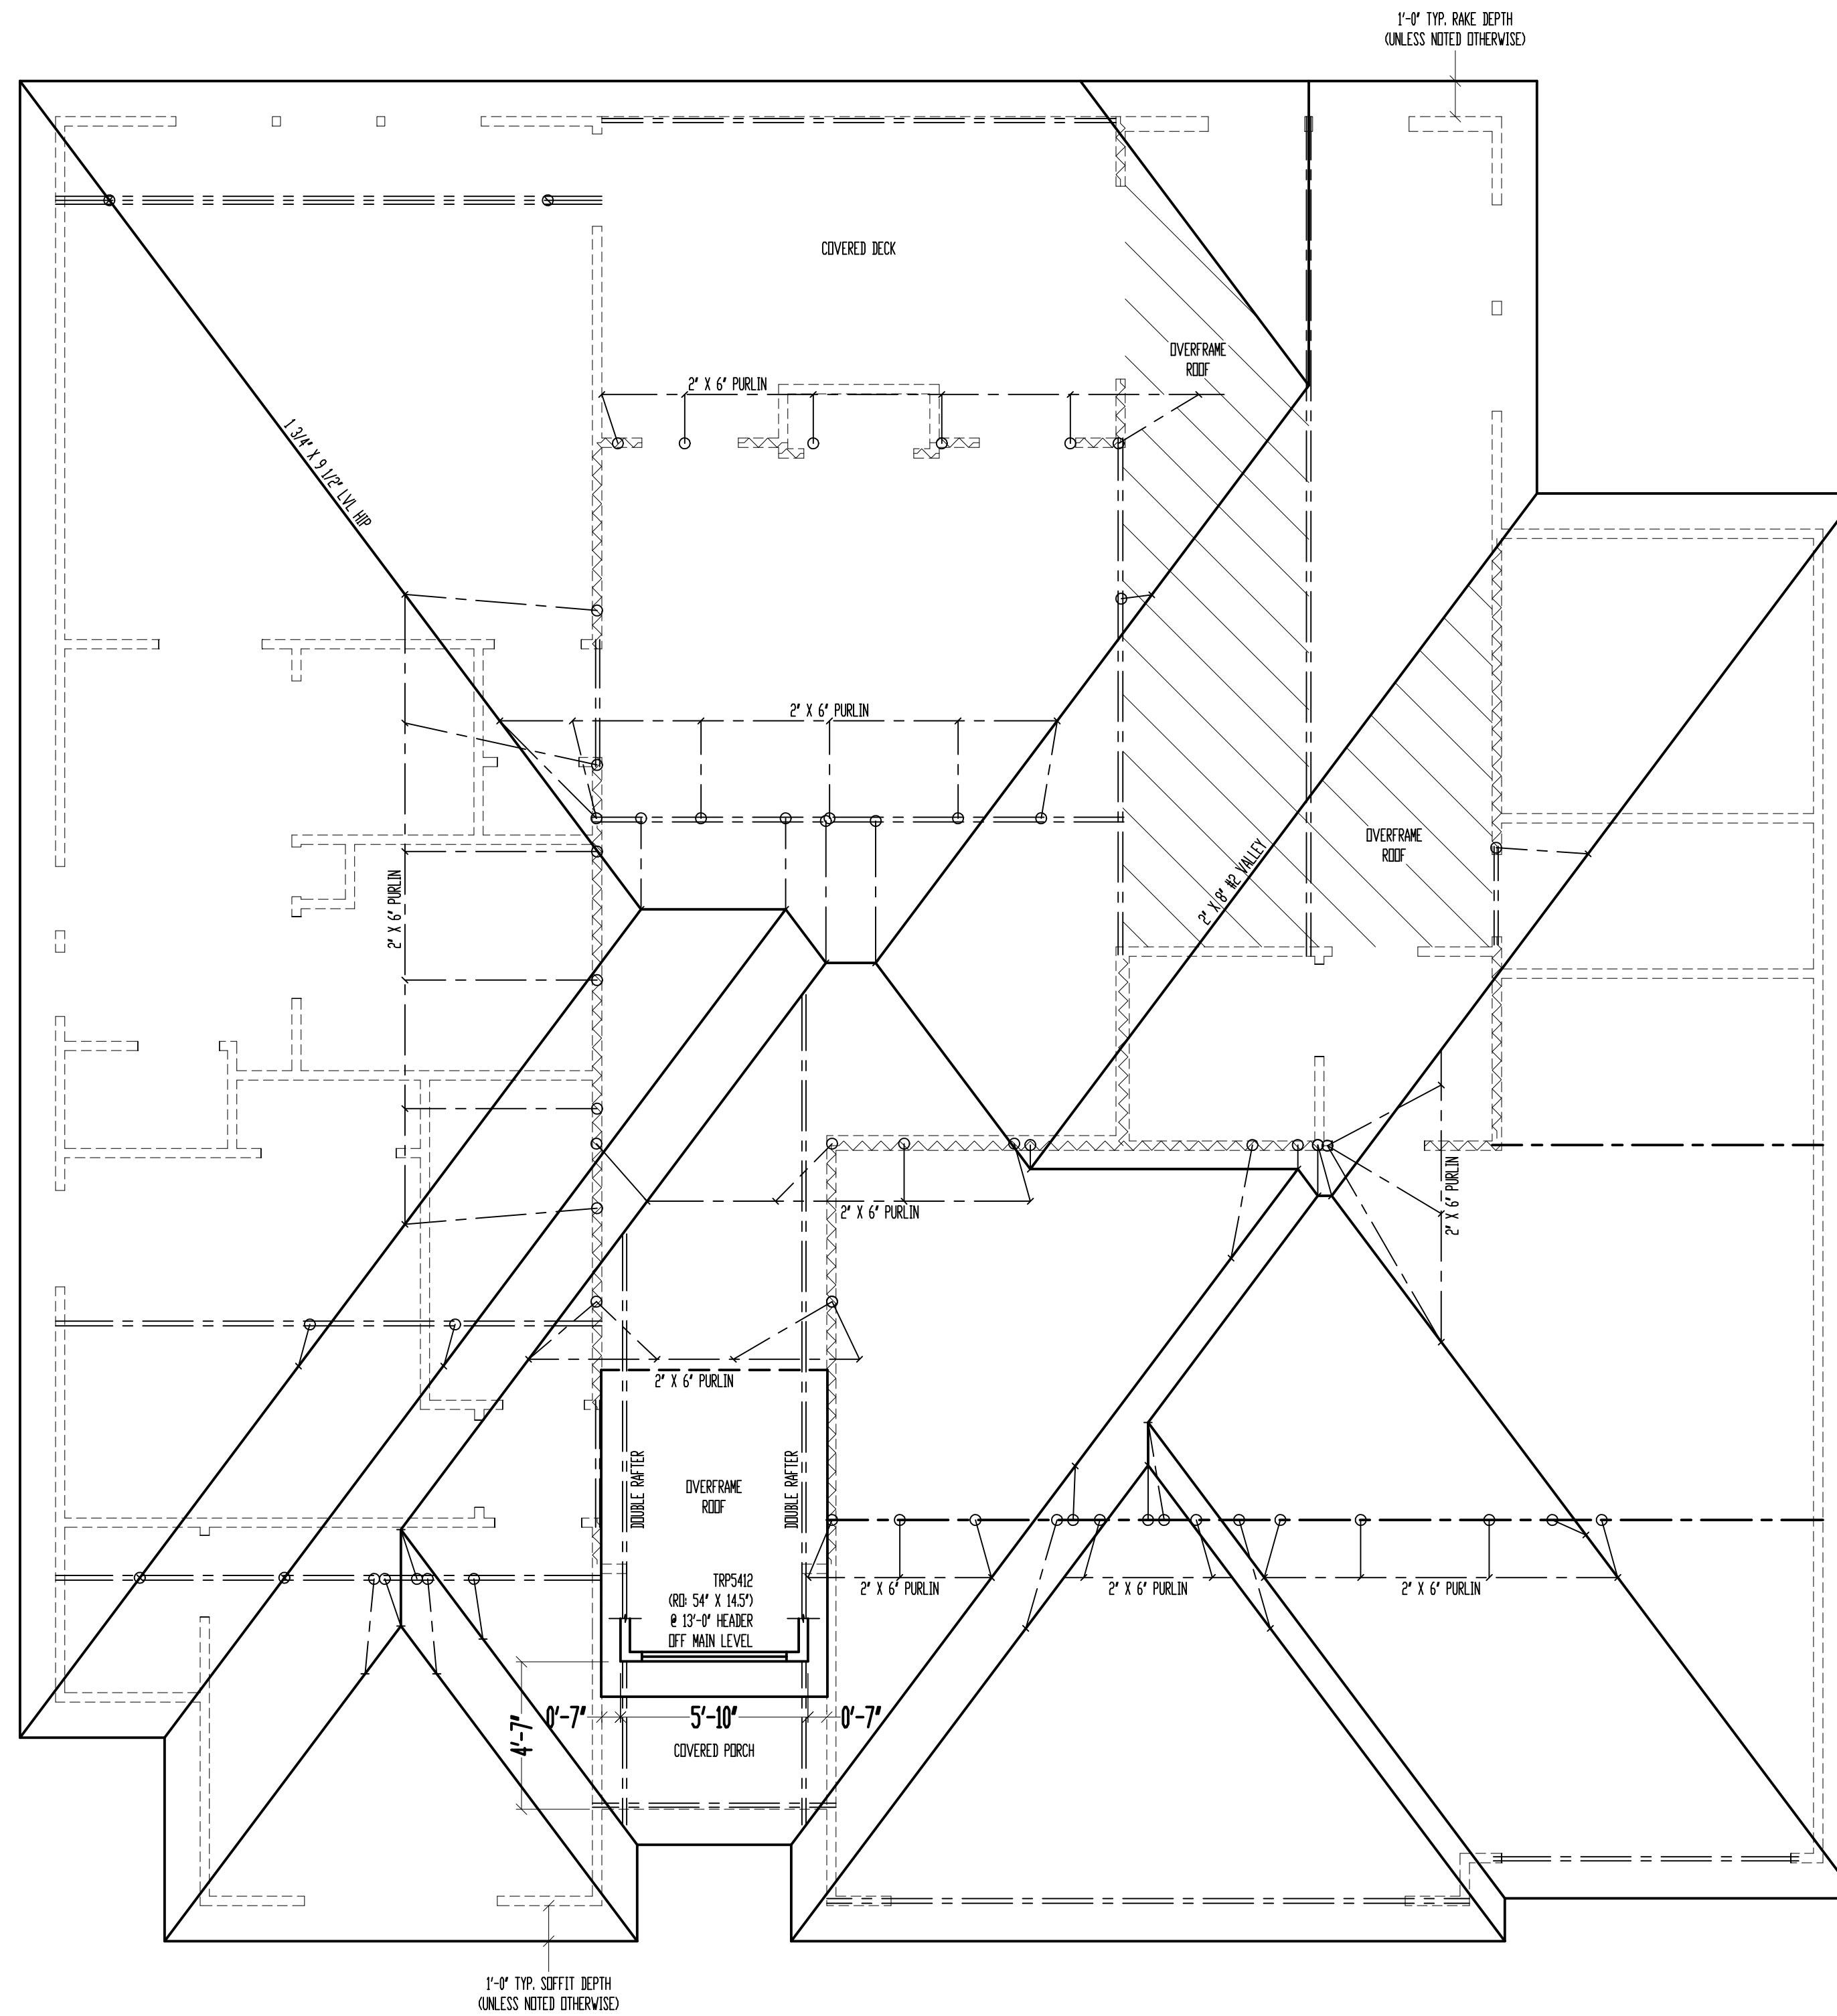 1'-0" TYP. RAKE DEPTH
(UNLESS NOTED OTHERWISE)
COVERED DECK
OVERFRAME
ROOF
2" X 6" PURLIN
1 3/4" X 9 1/2" LVL HIP
2" X 6" PURLIN
OVERFRAME
ROOF
2" X 8" #2 VALLEY
2" X 6" PURLIN
2" X 6" PURLIN
2" X 6" PURLIN
2" X 6" PURLIN
DOUBLE RAFTER
DOUBLE RAFTER
OVERFRAME
ROOF
TRP5412
(RO: 54" X 14.5")
@ 13'-0" HEADER
OFF MAIN LEVEL
2" X 6" PURLIN
2" X 6" PURLIN
2" X 6" PURLIN
0'-7"
5'-10"
0'-7"
4'-7"
COVERED PORCH
1'-0" TYP. SOFFIT DEPTH
(UNLESS NOTED OTHERWISE)